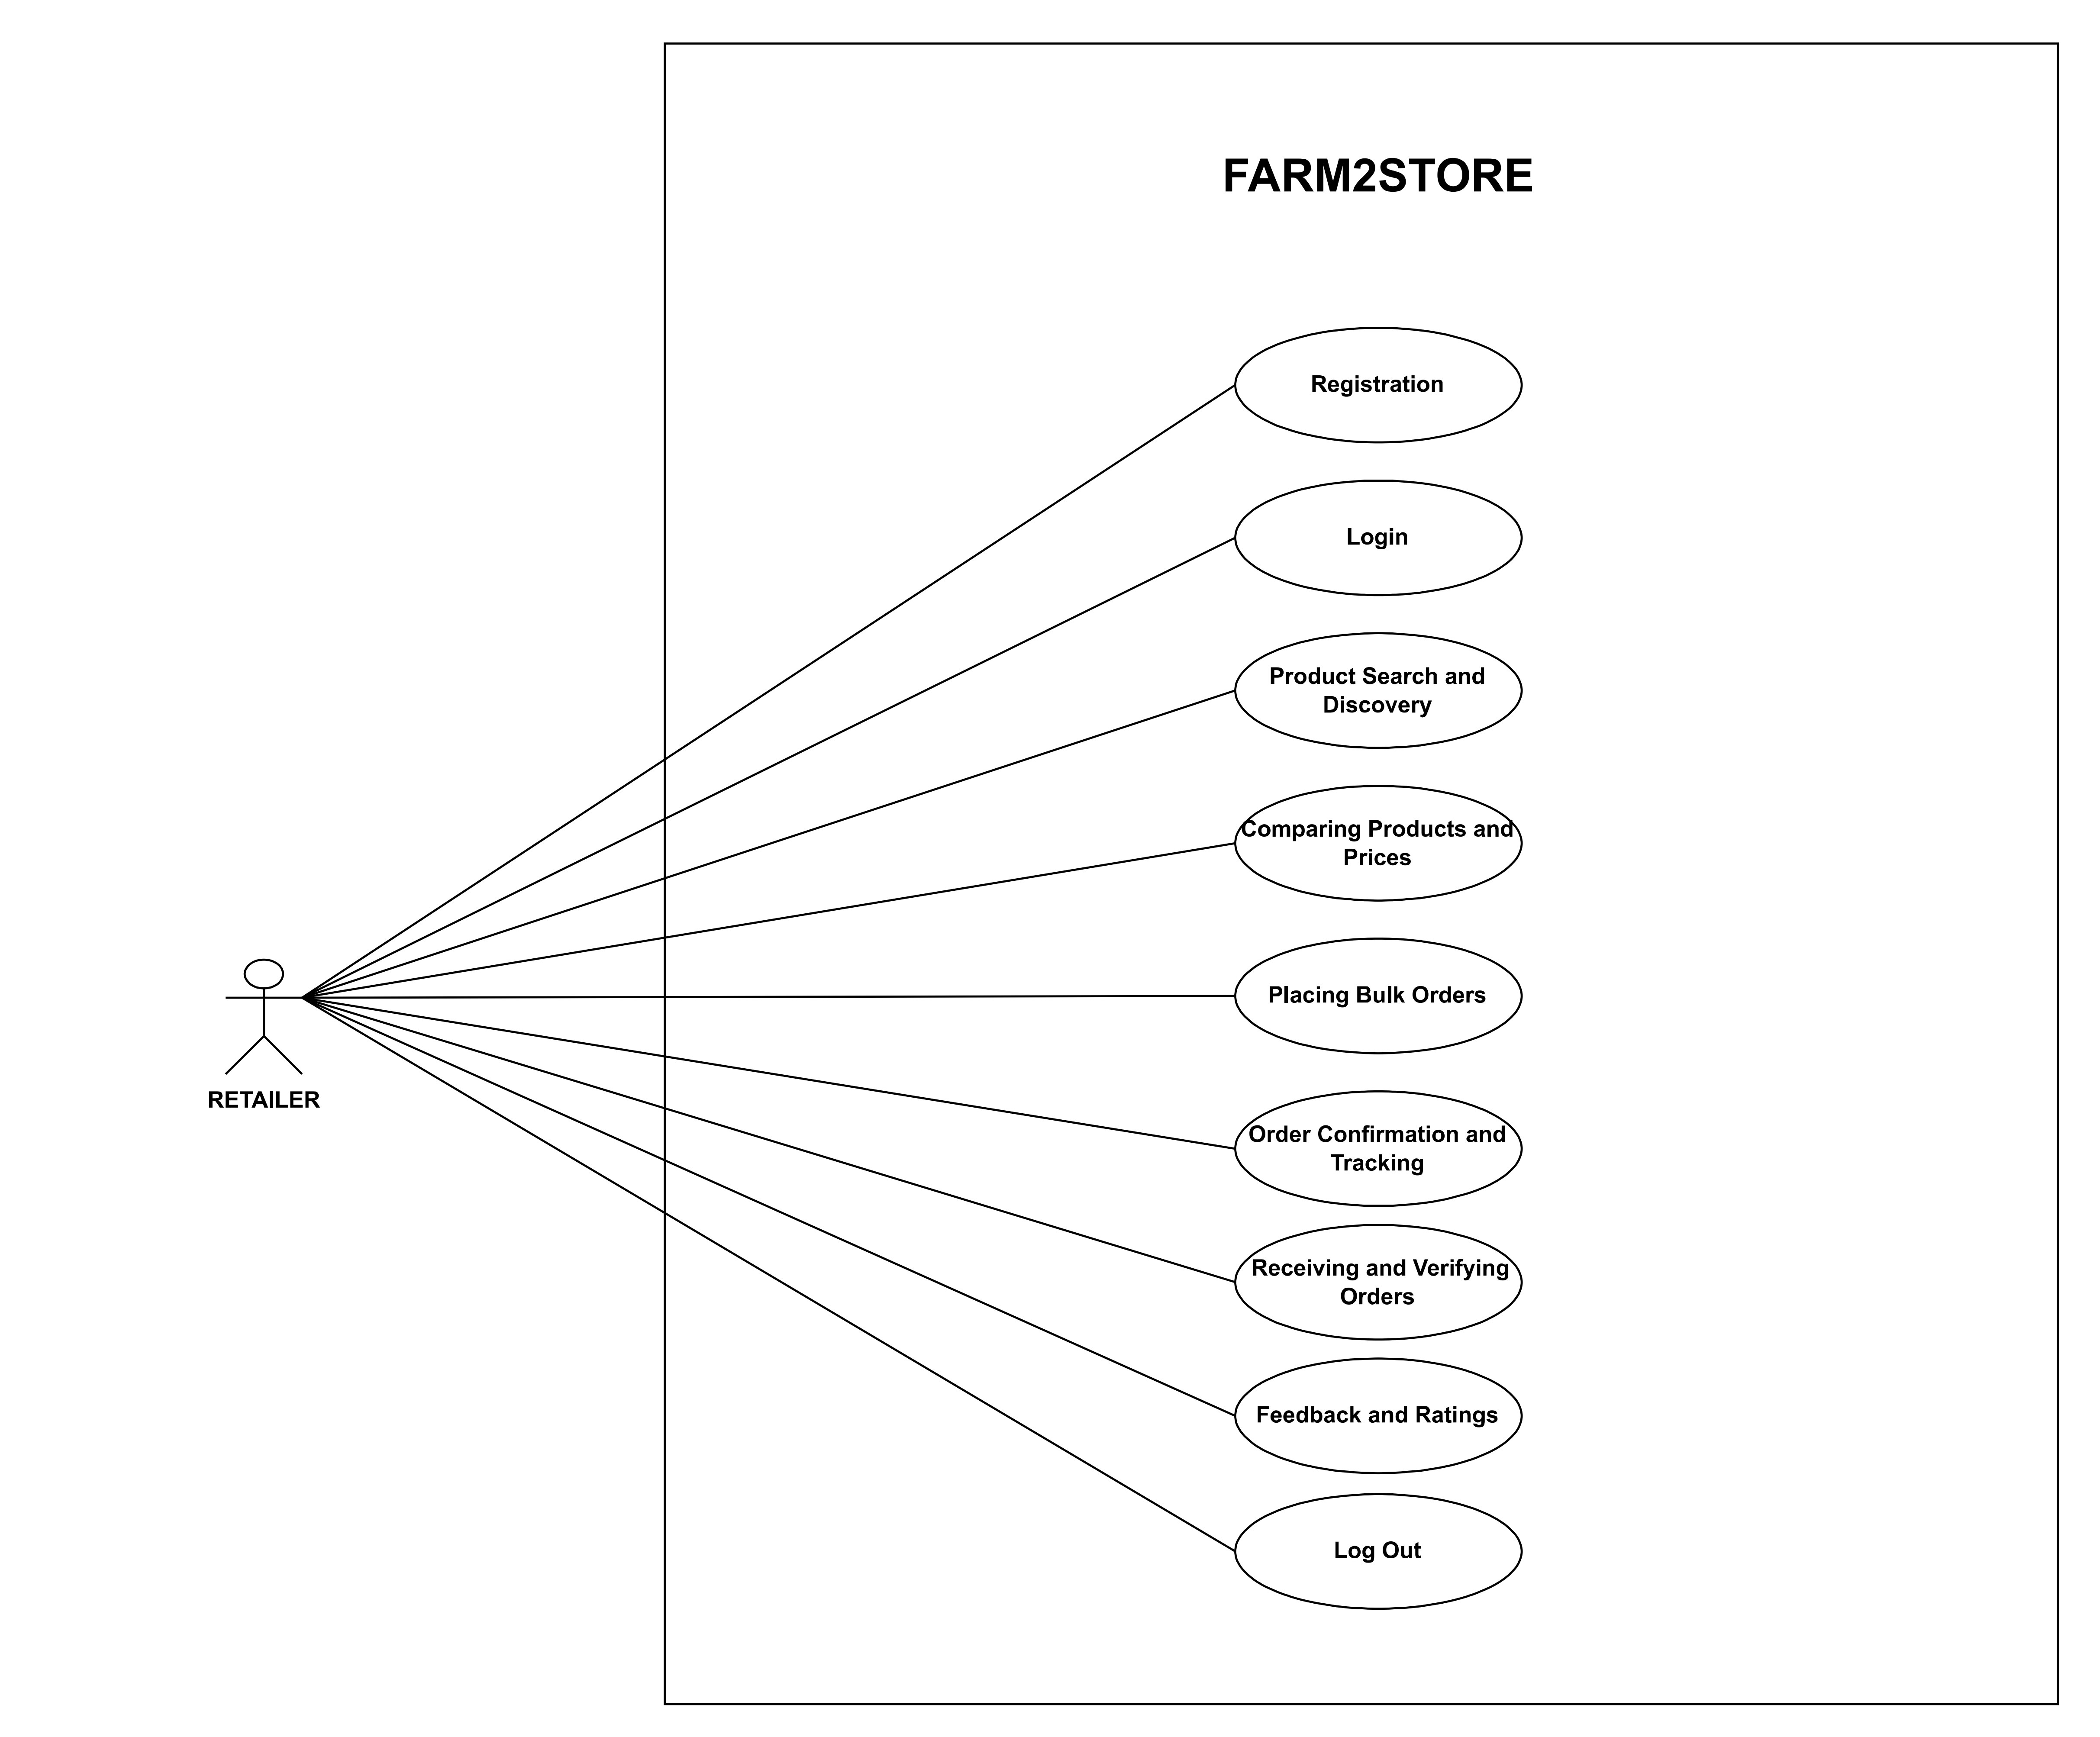 FARM2STORE
Registration
Login
Product Search and
Discovery
Comparing Products and
Prices
Placing Bulk Orders
RETAILER
Order Confirmation and
Tracking
Receiving and Verifying
Orders
Feedback and Ratings
Log Out